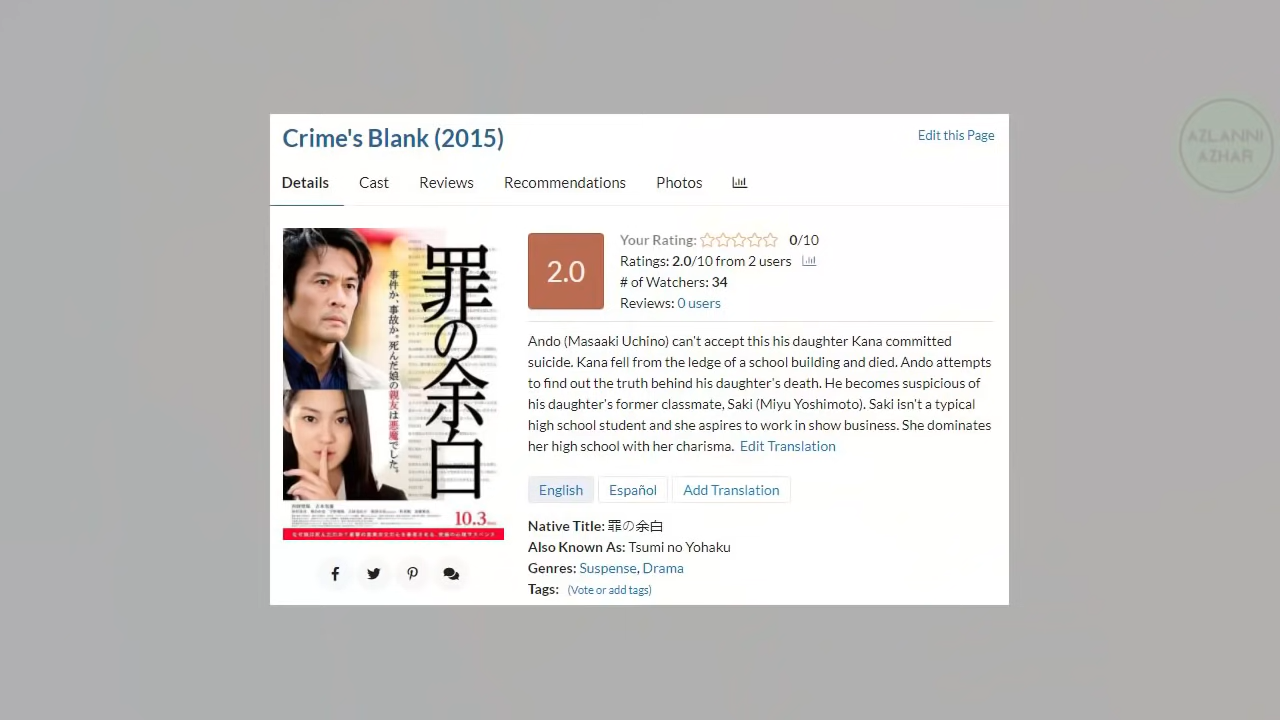 Crime's Blank (2015)
Edit this Page
Details Cast Reviews Recommendations Photos
AZLANNI
AZHAR
罪の余白
事件か、事故か。死んだ娘の親友は悪魔でした。
10.3
2.0
Your Rating: 0/10
Ratings: 2.0/10 from 2 users
# of Watchers: 34
Reviews: 0 users
Ando (Masaaki Uchino) can't accept that his daughter Kana committed
suicide. Kana fell from a veranda at her school building and died. Ando attempts
to find out the truth behind his daughter's death. He becomes suspicious of
his daughter's former classmate Saki (Riyu Yoshimoto). Saki is not a typical
high school student and she aspires to work in show business. She dominates
her high school with her charisma. Edit Translation
English Español Add Translation
Native Title: 罪の余白
Also Known As: Tsumi no Yohaku
Genres: Suspense, Drama
Tags: (Vote or add tags)